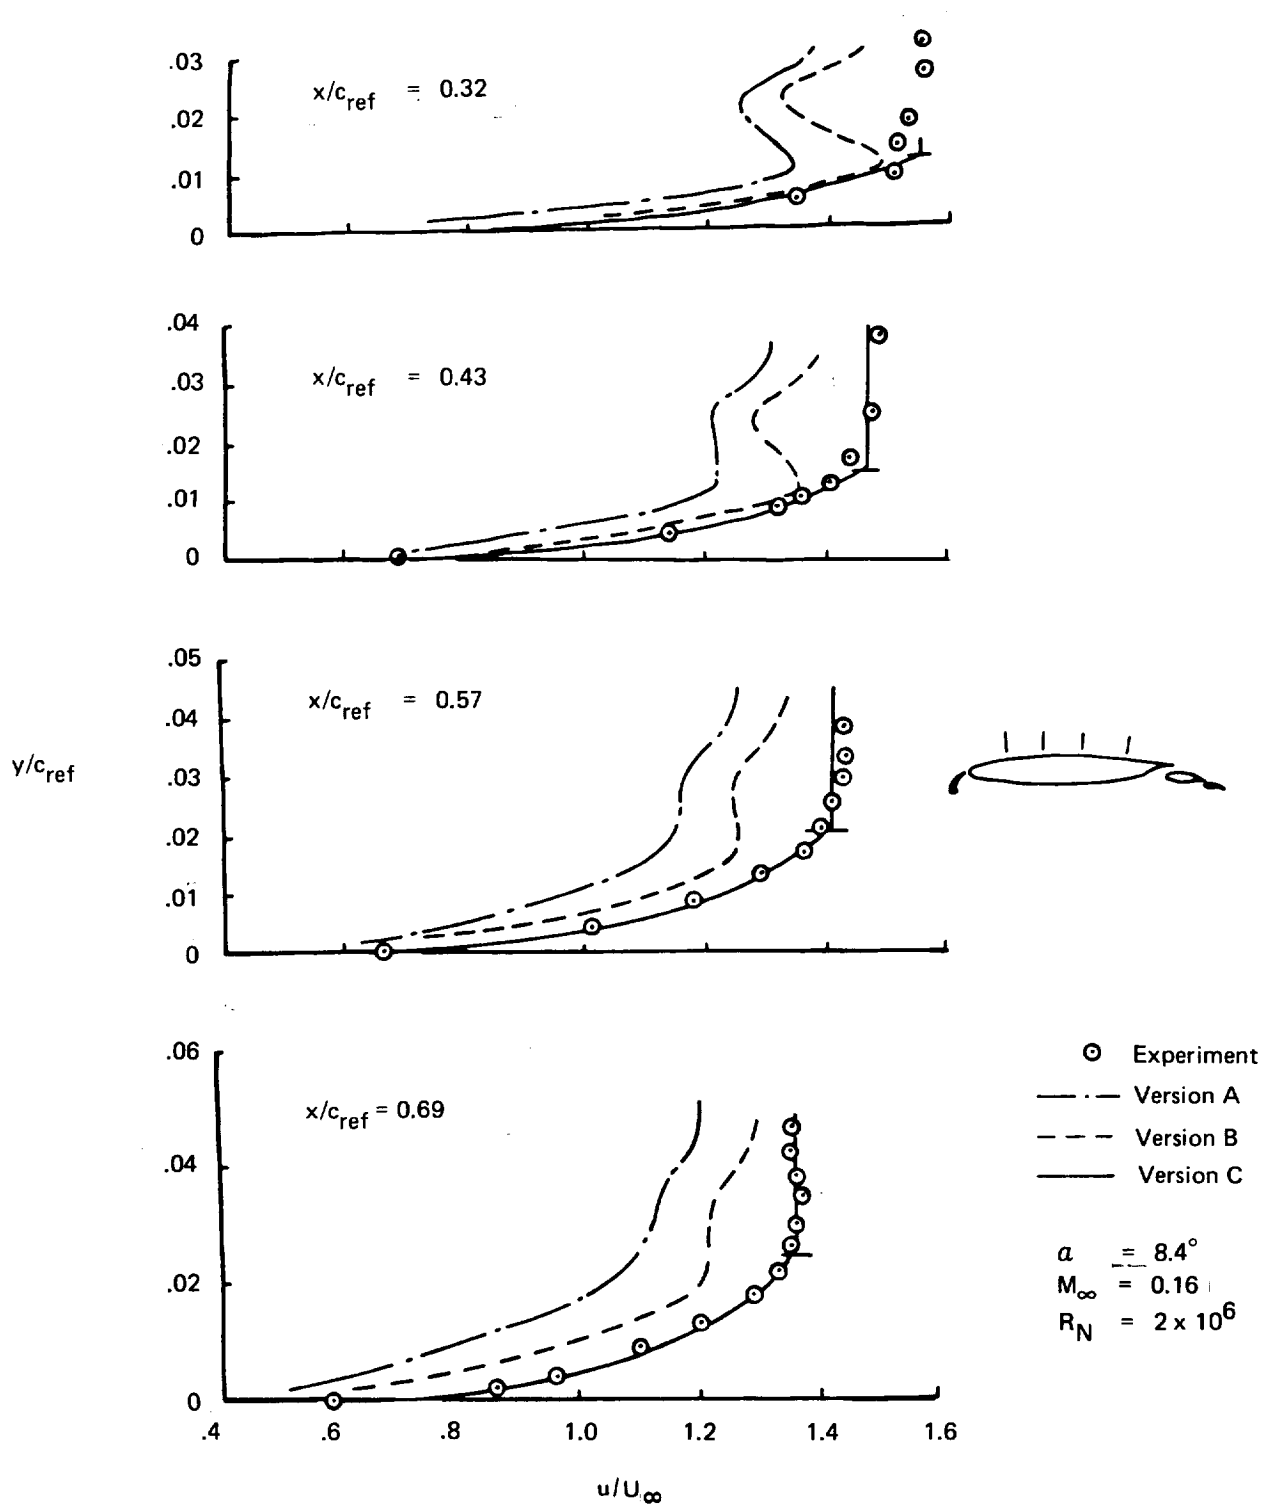 .03
x/c_ref = 0.32
.02
.01
0
.04
x/c_ref = 0.43
.03
.02
.01
0
.05
x/c_ref = 0.57
.04
y/c_ref
.03
.02
.01
0
.06
x/c_ref = 0.69
.04
.02
0
.4 .6 .8 1.0 1.2 1.4 1.6
u/U∞
Experiment
Version A
Version B
Version C
α = 8.4°
M∞ = 0.16
R_N = 2 x 10⁶